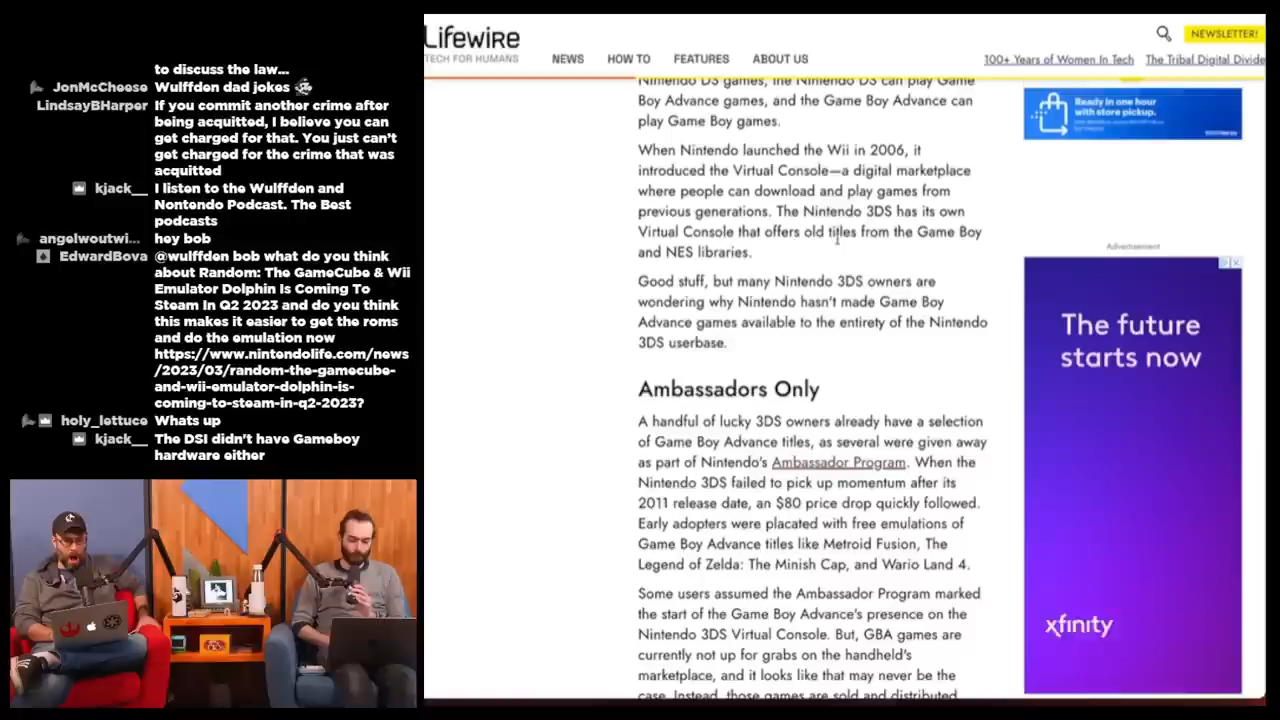 to discuss the law...
JonMcCheese Wulffden dad jokes
LindsayBHarper If you commit another crime after
being acquitted, I believe you can
get charged for that. You just can't
get charged for the crime that was
acquitted
kjack__ I listen to the Wulffden and
Nontendo Podcast. The Best
podcasts
angelwoutwi... hey bob
EdwardBova @wulffden bob what do you think
about Random: The GameCube & Wii
Emulator Dolphin Is Coming To
Steam In Q2 2023 and do you think
this makes it easier to get the roms
and do the emulation now
https://www.nintendolife.com/news
/2023/03/random-the-gamecube-
and-wii-emulator-dolphin-is-
coming-to-steam-in-q2-2023?
holy_lettuce Whats up
kjack__ The DSI didn't have Gameboy
hardware either
Lifewire
TECH FOR HUMANS
NEWS HOW TO FEATURES ABOUT US
NEWSLETTER!
100+ Years of Women In Tech The Tribal Digital Divide
Nintendo DS games, the Nintendo DS can play Game
Boy Advance games, and the Game Boy Advance can
play Game Boy games.
When Nintendo launched the Wii in 2006, it
introduced the Virtual Console—a digital marketplace
where people can download and play games from
previous generations. The Nintendo 3DS has its own
Virtual Console that offers old titles from the Game Boy
and NES libraries.
Good stuff, but many Nintendo 3DS owners are
wondering why Nintendo hasn't made Game Boy
Advance games available to the entirety of the Nintendo
3DS userbase.
Ambassadors Only
A handful of lucky 3DS owners already have a selection
of Game Boy Advance titles, as several were given away
as part of Nintendo's Ambassador Program. When the
Nintendo 3DS failed to pick up momentum after its
2011 release date, an $80 price drop quickly followed.
Early adopters were placated with free emulations of
Game Boy Advance titles like Metroid Fusion, The
Legend of Zelda: The Minish Cap, and Wario Land 4.
Some users assumed the Ambassador Program marked
the start of the Game Boy Advance's presence on the
Nintendo 3DS Virtual Console. But, GBA games are
currently not up for grabs on the handheld's
marketplace, and it looks like that may never be the
case. Instead, those games are sold and distributed
Ready in one hour
with store pickup.
Advertisement
The future
starts now
xfinity